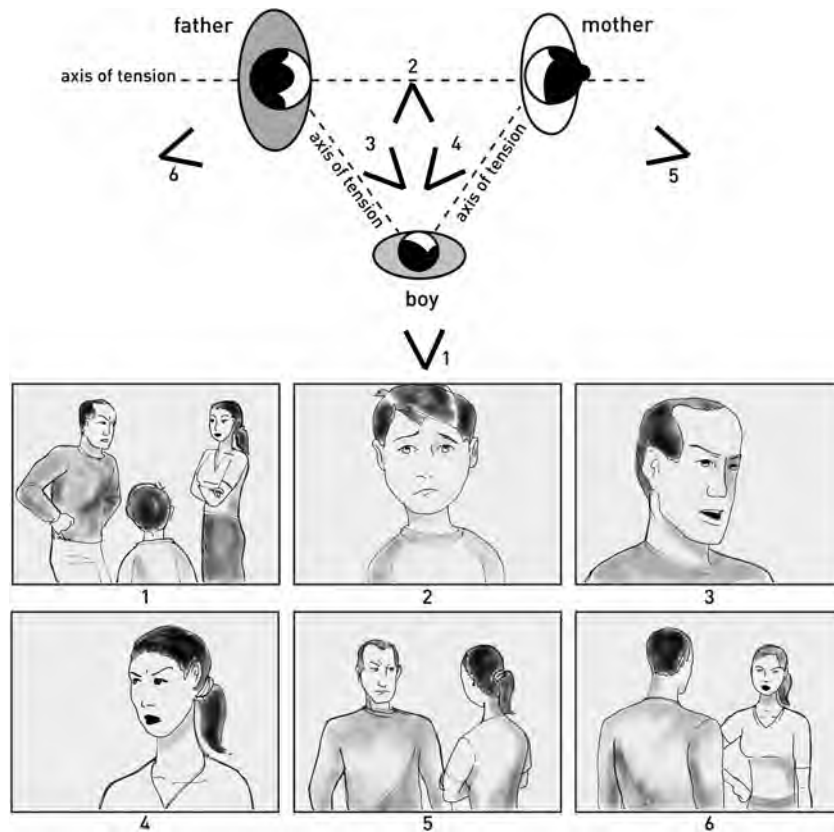 father
mother
axis of tension
2
3
4
axis of tension
axis of tension
6
5
boy
1
1
2
3
4
5
6